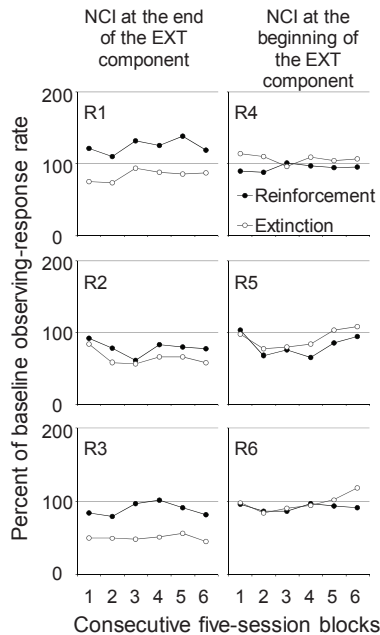 NCI at the end
of the EXT
component
NCI at the
beginning of
the EXT
component
Percent of baseline observing-response rate
200
100
0
R1
R4
Reinforcement
Extinction
200
100
0
R2
R5
200
100
0
R3
R6
1 2 3 4 5 6
1 2 3 4 5 6
Consecutive five-session blocks